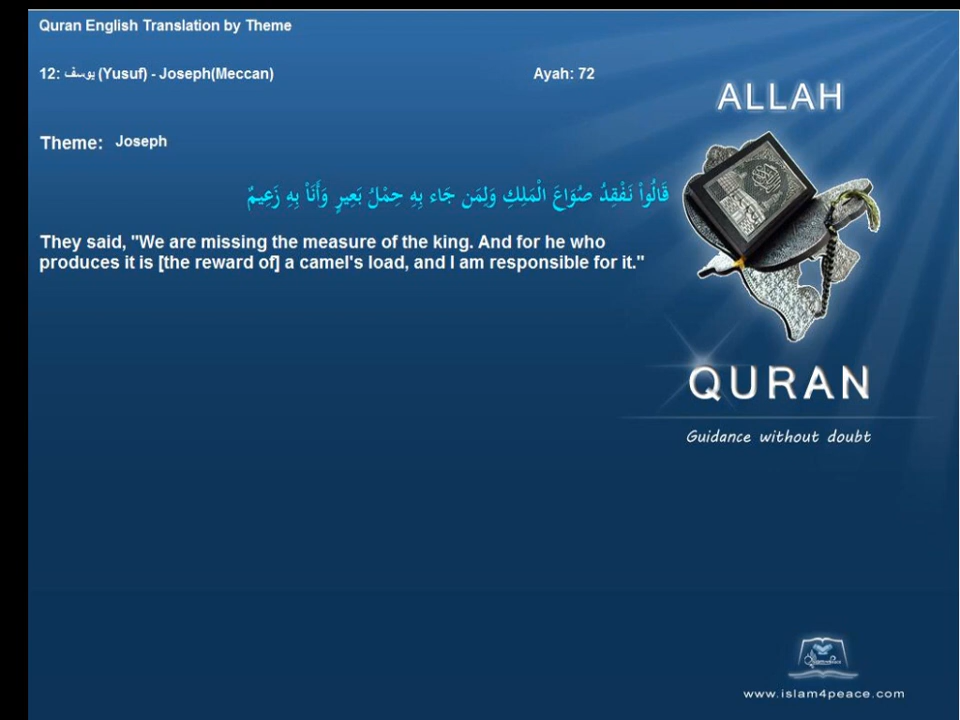 Quran English Translation by Theme
12: يوسف (Yusuf) - Joseph(Meccan) Ayah: 72
ALLAH
Theme: Joseph
قَالُواْ نَفْقِدُ صُوَاعَ الْمَلِكِ وَلِمَن جَاء بِهِ حِمْلُ بَعِيرٍ وَأَنَاْ بِهِ زَعِيمٌ
They said, "We are missing the measure of the king. And for he who
produces it is [the reward of] a camel's load, and I am responsible for it."
QURAN
Guidance without doubt
www.islam4peace.com